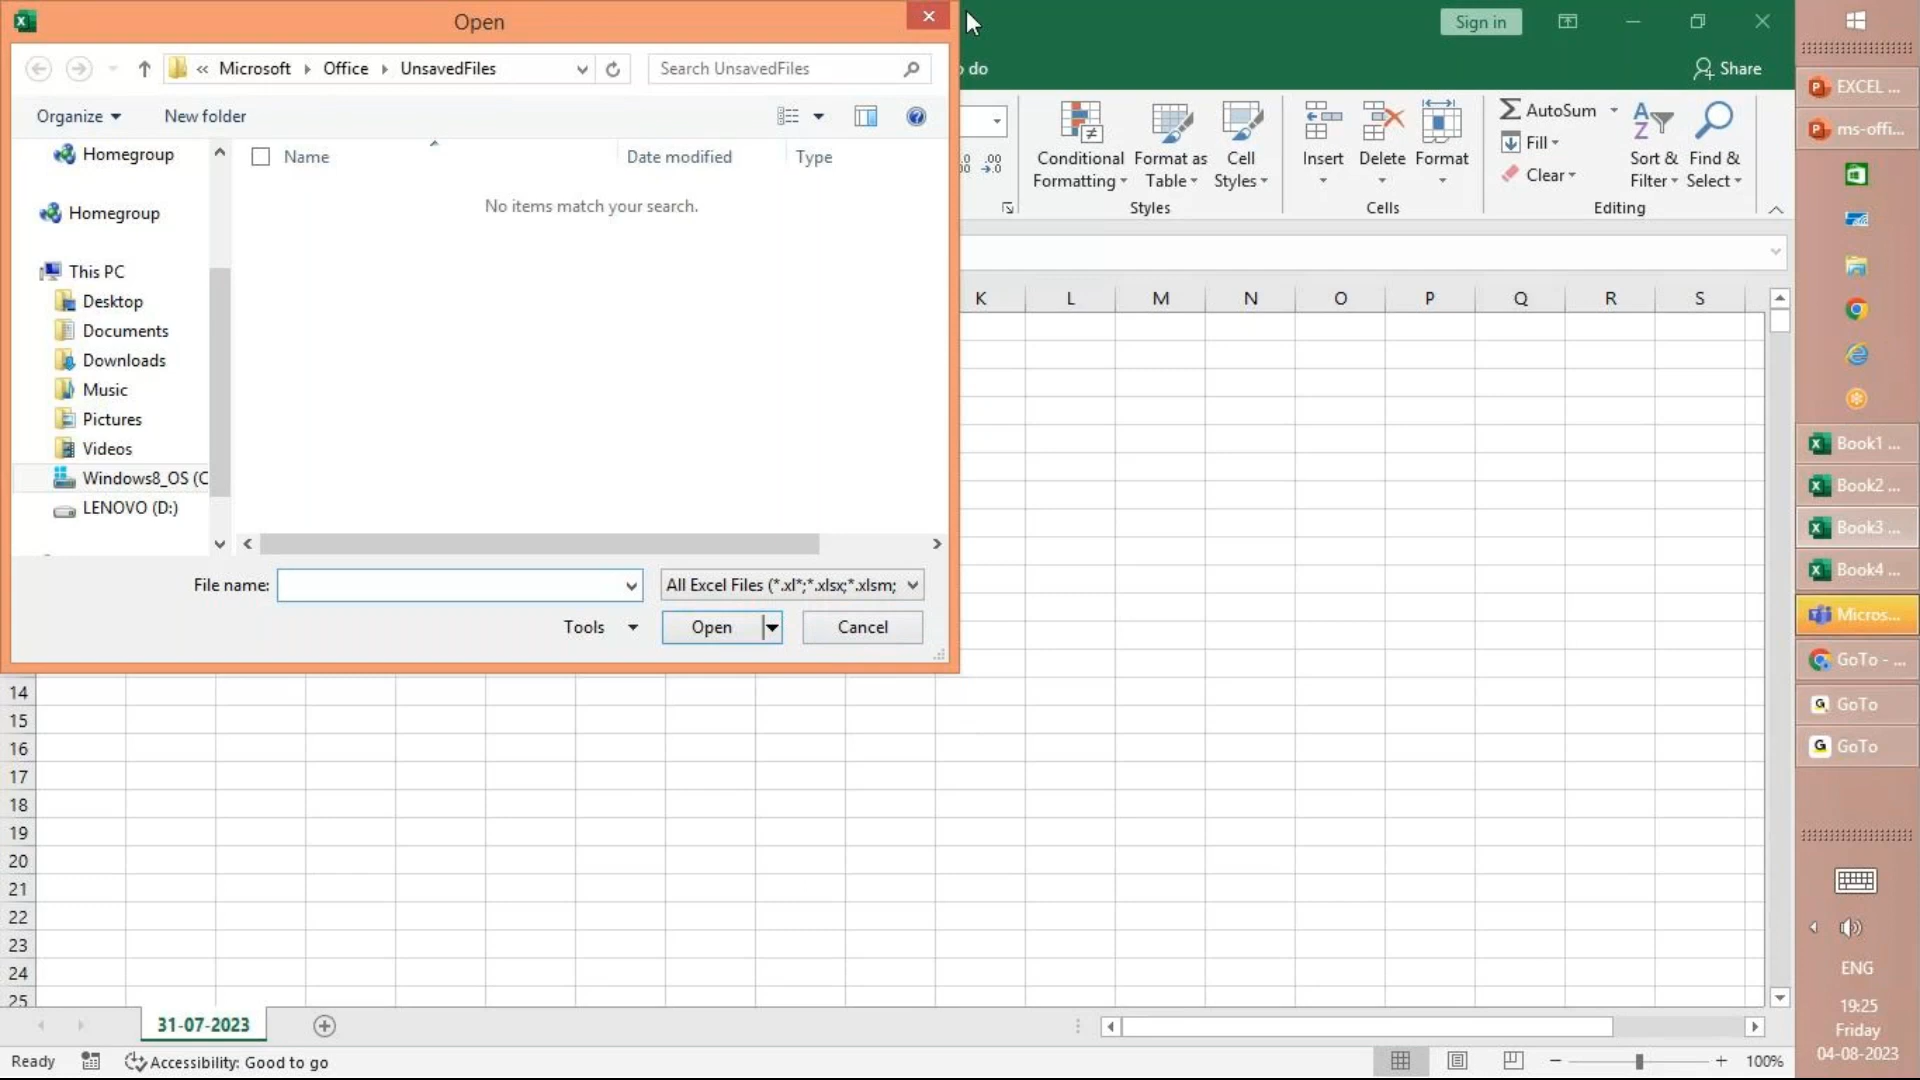 Open
« Microsoft Office UnsavedFiles
Search UnsavedFiles
Organize
New folder
Homegroup
Homegroup
This PC
Desktop
Documents
Downloads
Music
Pictures
Videos
Windows8_OS (C
LENOVO (D:)
Name
Date modified
Type
No items match your search.
File name:
All Excel Files (*.xl*;*.xlsx;*.xlsm;
Tools
Open
Cancel
Sign in
do
Share
Conditional
Formatting
Format as
Table
Cell
Styles
Styles
Insert
Delete
Format
Cells
AutoSum
Fill
Clear
Sort &
Filter
Find &
Select
Editing
K L M N O P Q R S
14
15
16
17
18
19
20
21
22
23
24
25
31-07-2023
Ready
Accessibility: Good to go
100%
EXCEL ...
ms-offi...
Book1 ...
Book2 ...
Book3 ...
Book4 ...
Micros...
GoTo - ...
GoTo
GoTo
ENG
19:25
Friday
04-08-2023